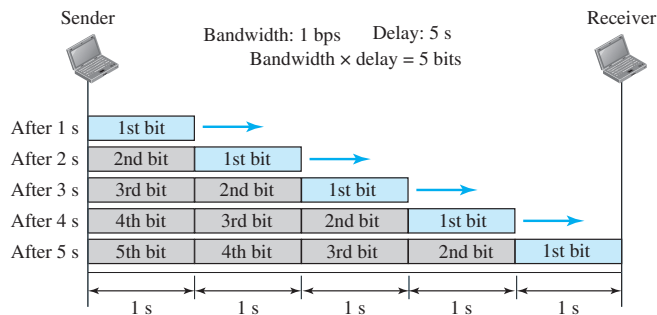 Sender
Receiver
Bandwidth: 1 bps Delay: 5 s
Bandwidth × delay = 5 bits
After 1 s 1st bit
After 2 s 2nd bit 1st bit
After 3 s 3rd bit 2nd bit 1st bit
After 4 s 4th bit 3rd bit 2nd bit 1st bit
After 5 s 5th bit 4th bit 3rd bit 2nd bit 1st bit
1 s 1 s 1 s 1 s 1 s